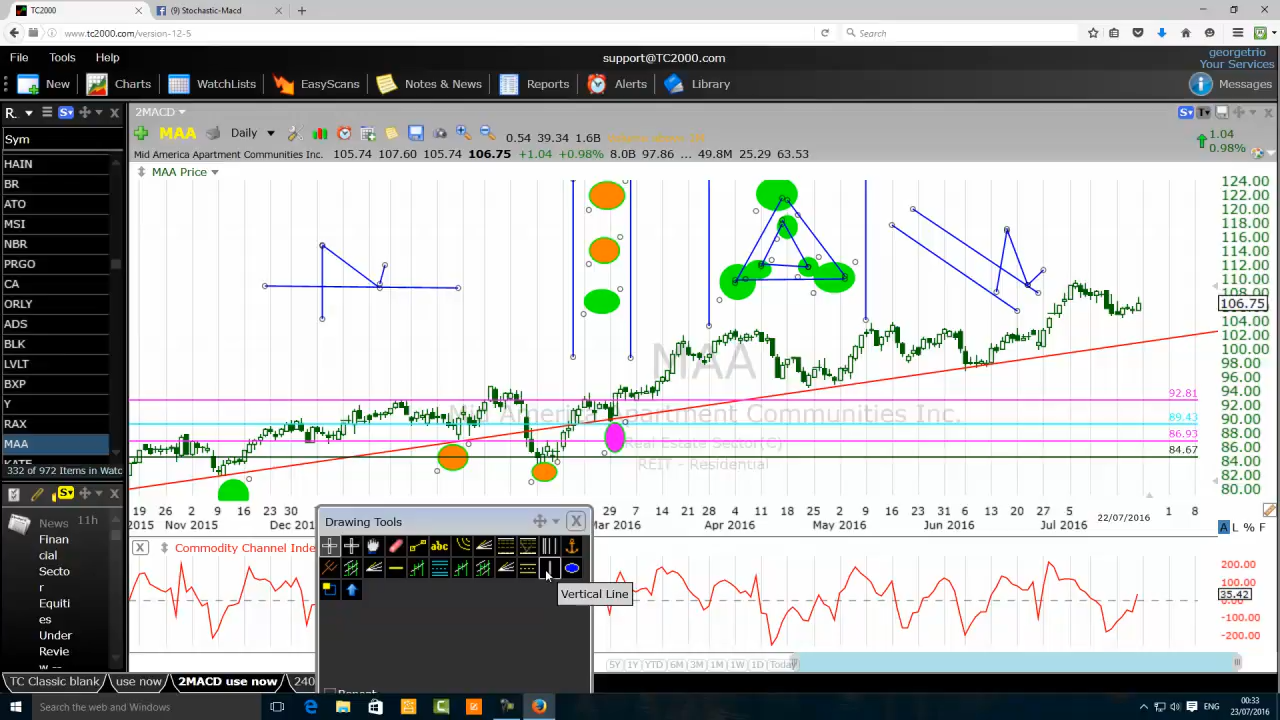 TC2000
(9) Stochastic-Macd
www.tc2000.com/version-12-5
Search
File Tools Help
support@TC2000.com
georgetrio
Your Services
New Charts WatchLists EasyScans Notes & News Reports Alerts Library Messages
R.
2MACD
Sym
MAA Daily 0.54 39.34 1.6B
1.04
0.98%
Mid America Apartment Communities Inc. 105.74 107.60 105.74 106.75 +1.04 +0.98% 8.0B 97.86 ... 49.8M 25.29 63.53
MAA Price
HAIN
BR
ATO
MSI
NBR
PRGO
CA
ORLY
ADS
BLK
LVLT
BXP
Y
RAX
MAA
KATE
332 of 972 Items in Watc
124.00
122.00
120.00
118.00
116.00
114.00
112.00
110.00
108.00
106.75
104.00
102.00
100.00
98.00
96.00
94.00
92.00
90.00
88.00
86.00
84.00
82.00
80.00
MAA
Mid America Apartment Communities Inc.
Real Estate Sector(C)
REIT - Residential
92.81
89.43
86.93
84.67
19 26 2 9 16 23 30 29 7 14 21 28 4 11 18 25 2 9 16 23 31 6 13 20 27 5 1 8
2015 Nov 2015 Dec Mar 2016 Apr 2016 May 2016 Jun 2016 Jul 2016 22/07/2016
A L % F
News 11h
Finan
cial
Secto
r
Equiti
es
Under
Revie
w --
Commodity Channel Inde
200.00
100.00
35.42
0.00
-100.00
-200.00
Drawing Tools
abc
Vertical Line
Repeat
5Y 1Y YTD 6M 3M 1M 1W 1D Today
TC Classic blank use now 2MACD use now 240
Search the web and Windows
00:33
23/07/2016